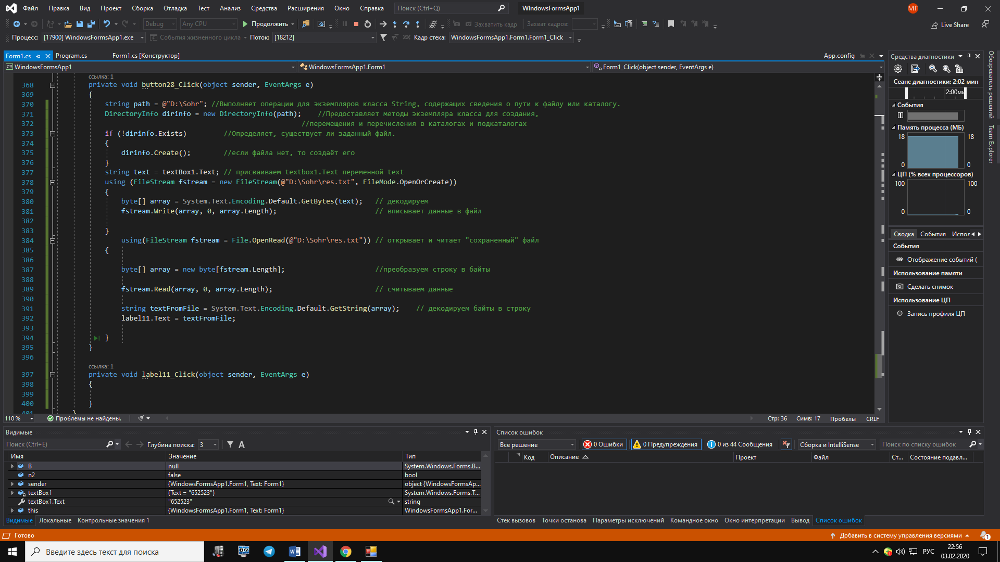 Файл Правка Вид Проект Сборка Отладка Тест Анализ Средства Расширения Окно Справка Поиск (Ctrl+Q) WindowsFormsApp1 МГ
Debug Any CPU Продолжить Захватить кадр Захват кадров: Live Share
Процесс: [17900] WindowsFormsApp1.exe События жизненного цикла Поток: [18212] Кадр стека: WindowsFormsApp1.Form1.Form1_Click
Form1.cs Program.cs Form1.cs [Конструктор] App.config
WindowsFormsApp1 WindowsFormsApp1.Form1 Form1_Click(object sender, EventArgs e)
ссылка: 1
368 private void button28_Click(object sender, EventArgs e)
369 {
370 string path = @"D:\Sohr"; //Выполняет операции для экземпляров класса String, содержащих сведения о пути к файлу или каталогу.
371 DirectoryInfo dirinfo = new DirectoryInfo(path); //Предоставляет методы экземпляра класса для создания,
372 //перемещения и перечисления в каталогах и подкаталогах
373 if (!dirinfo.Exists) //Определяет, существует ли заданный файл.
374 {
375 dirinfo.Create(); //если файла нет, то создаёт его
376 }
377 string text = textBox1.Text; // присваиваем textbox1.Text переменной text
378 using (FileStream fstream = new FileStream(@"D:\Sohr\res.txt", FileMode.OpenOrCreate))
379 {
380 byte[] array = System.Text.Encoding.Default.GetBytes(text); // декодируем
381 fstream.Write(array, 0, array.Length); // вписывает данные в файл
382
383 }
384 using(FileStream fstream = File.OpenRead(@"D:\Sohr\res.txt")) // открывает и читает "сохраненный" файл
385 {
386
387 byte[] array = new byte[fstream.Length]; //преобразуем строку в байты
388
389 fstream.Read(array, 0, array.Length); // считываем данные
390
391 string textFromFile = System.Text.Encoding.Default.GetString(array); // декодируем байты в строку
392 label11.Text = textFromFile;
393
394 }
395 }
396
ссылка: 1
397 private void label11_Click(object sender, EventArgs e)
398 {
399
400 }
401 }
110 % Проблемы не найдены. Стр: 36 Симв: 17 Пробелы CRLF
Средства диагностики
Сеанс диагностики: 2:02 мин
2:00ми
События
Память процесса (МБ)
18 18
0 0
ЦП (% всех процессоров)
100 100
0 0
Сводка События Испол
События
Отображение событий (
Использование памяти
Сделать снимок
Использование ЦП
Запись профиля ЦП
Обозреватель решений
Team Explorer
Видимые
Поиск (Ctrl+E) Глубина поиска: 3
Имя Значение Тип
B null System.Windows.Forms.B...
n2 false bool
sender {WindowsFormsApp1.Form1, Text: Form1} object {WindowsFormsAp...
textBox1 {Text = "652523"} System.Windows.Forms.T...
textBox1.Text "652523" string
this {WindowsFormsApp1.Form1, Text: Form1} WindowsFormsApp1.For...
Видимые Локальные Контрольные значения 1
Список ошибок
Все решение 0 Ошибки 0 Предупреждения 0 из 44 Сообщения Сборка и IntelliSense Поиск по списку ошибок
Код Описание Проект Файл Ст... Состояние подавл...
Стек вызовов Точки останова Параметры исключений Командное окно Окно интерпретации Вывод Список ошибок
Готово Добавить в систему управления версиями 1
Введите здесь текст для поиска РУС 22:56
03.02.2020